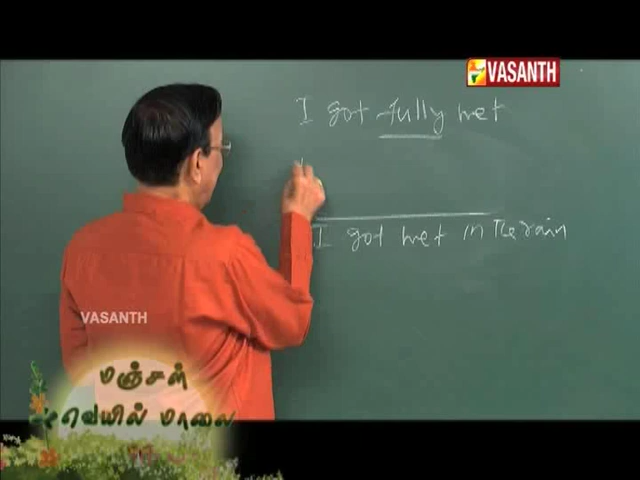 VASANTH
I got fully wet
I got wet in the rain
VASANTH
மஞ்சள்
வெயில் மாலை